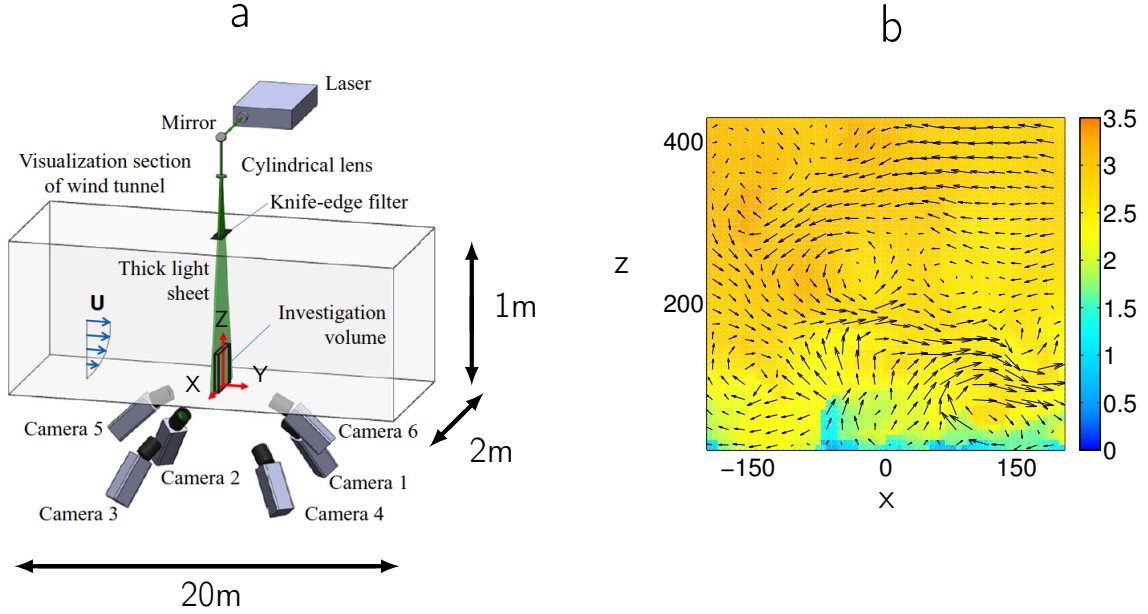 a
Laser
Mirror
Visualization section
of wind tunnel
Cylindrical lens
Knife-edge filter
Thick light
sheet
U
Z
Investigation
volume
X
Y
1m
2m
Camera 5
Camera 6
Camera 2
Camera 1
Camera 3
Camera 4
20m
b
400
200
z
−150
0
150
x
3.5
3
2.5
2
1.5
1
0.5
0